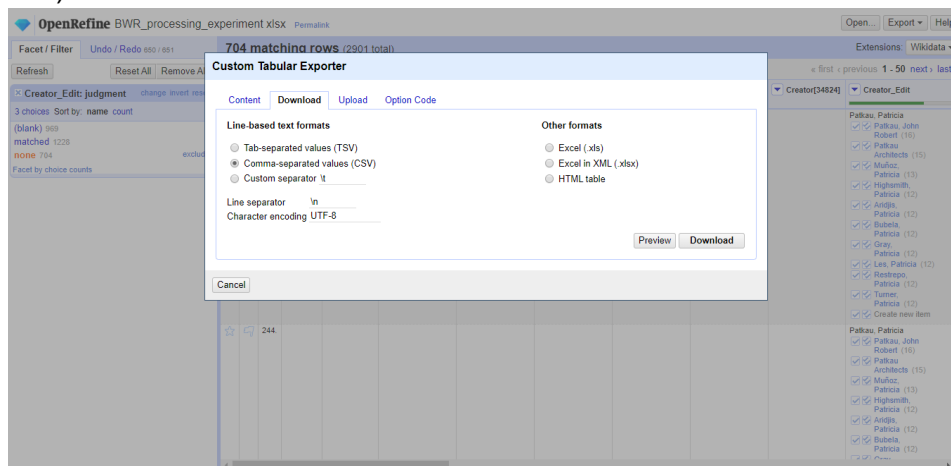 OpenRefine BWR_processing_experiment xlsx Permalink
Open... Export Help
Facet / Filter Undo / Redo 650 / 651
704 matching rows (2901 total)
Extensions: Wikidata
Refresh Reset All Remove A
« first ‹ previous 1 - 50 next › last
Creator_Edit: judgment change invert res
3 choices Sort by: name count
(blank) 969
matched 1228
none 704 exclud
Facet by choice counts
Custom Tabular Exporter
Content Download Upload Option Code
Line-based text formats
Tab-separated values (TSV)
Comma-separated values (CSV)
Custom separator \t
Line separator \n
Character encoding UTF-8
Other formats
Excel (.xls)
Excel in XML (.xlsx)
HTML table
Preview Download
Cancel
Creator[34824] Creator_Edit
Patkau, Patricia
Patkau, John
Robert (16)
Patkau
Architects (15)
Muñoz,
Patricia (13)
Highsmith,
Patricia (12)
Aridjis,
Patricia (12)
Bubela,
Patricia (12)
Gray,
Patricia (12)
Les, Patricia (12)
Restrepo,
Patricia (12)
Turner,
Patricia (12)
Create new item
244.
Patkau, Patricia
Patkau, John
Robert (16)
Patkau
Architects (15)
Muñoz,
Patricia (13)
Highsmith,
Patricia (12)
Aridjis,
Patricia (12)
Bubela,
Patricia (12)